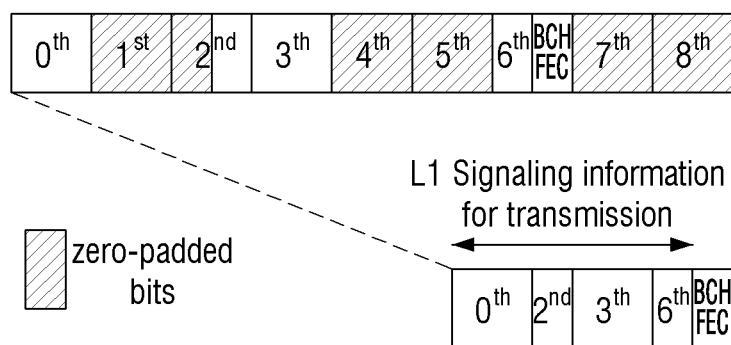 0th 1st 2nd 3th 4th 5th 6th BCH FEC 7th 8th
L1 Signaling information
for transmission
zero-padded
bits
0th 2nd 3th 6th BCH FEC